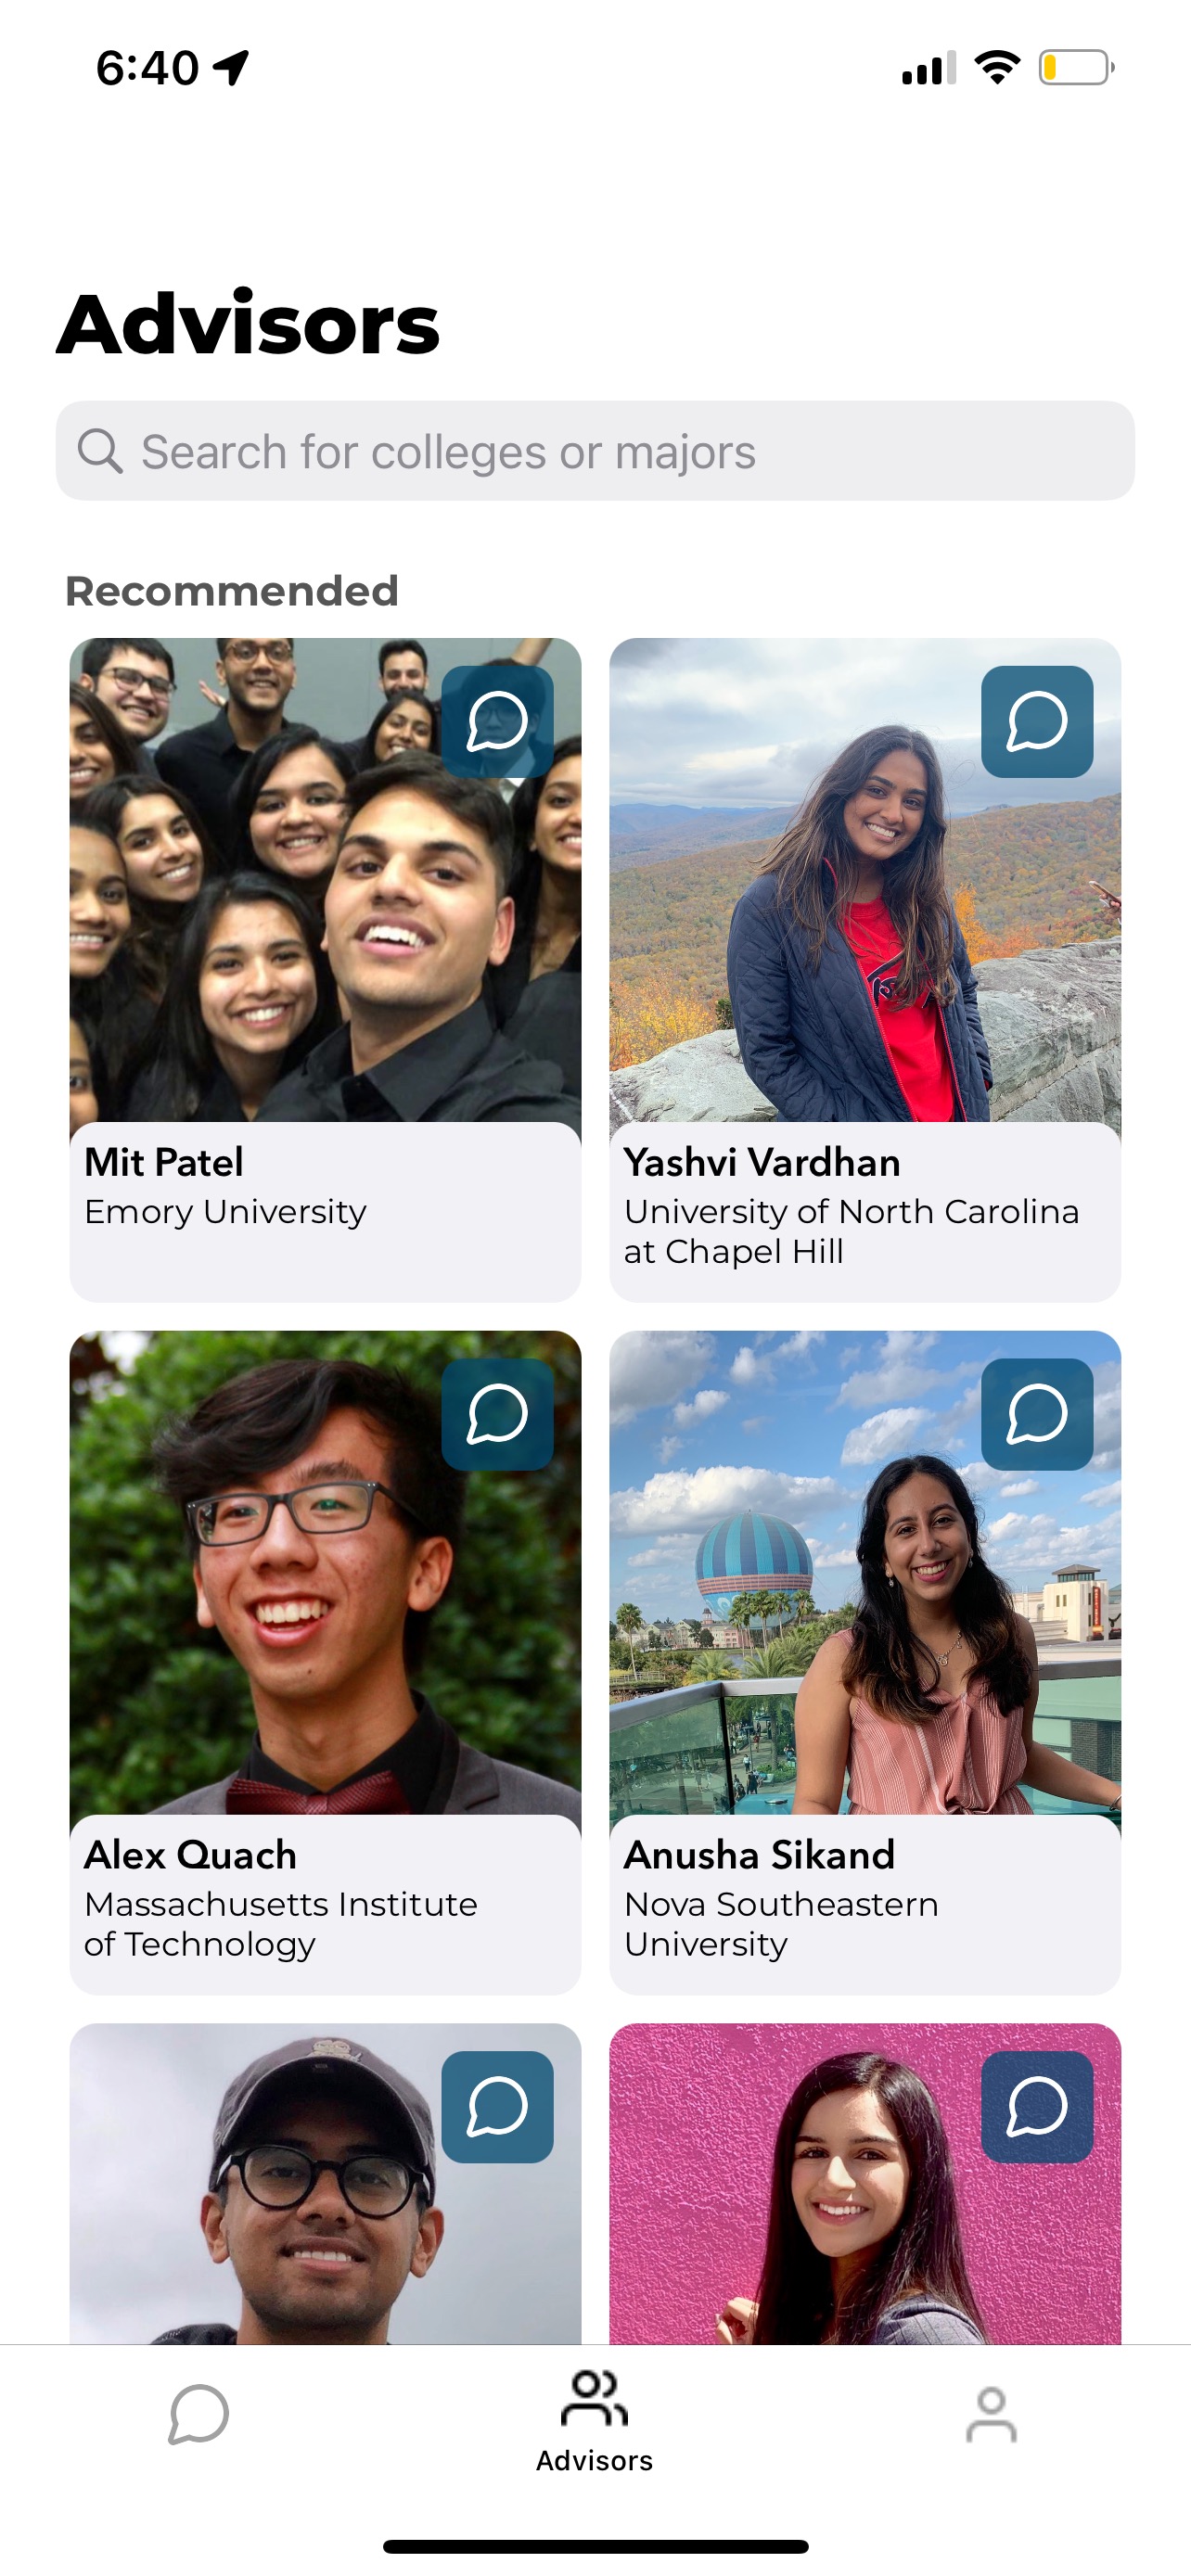 6:40
Advisors
Search for colleges or majors
Recommended
Mit Patel
Emory University
Yashvi Vardhan
University of North Carolina
at Chapel Hill
Alex Quach
Massachusetts Institute
of Technology
Anusha Sikand
Nova Southeastern
University
Advisors